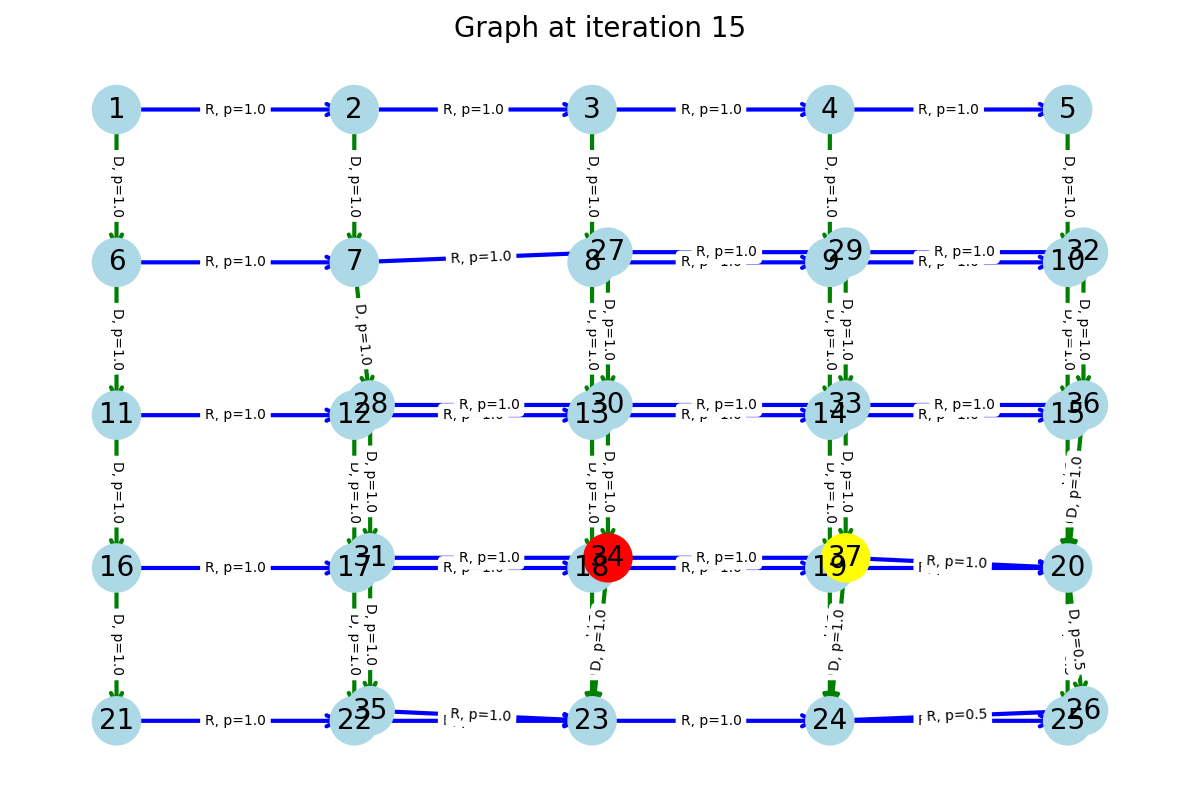 Graph at iteration 15
1 R, p=1.0 2 R, p=1.0 3 R, p=1.0 4 R, p=1.0 5
D, p=1.0 D, p=1.0 D, p=1.0 D, p=1.0 D, p=1.0
6 R, p=1.0 7 R, p=1.0 8 27 R, p=1.0 9 29 R, p=1.0 10 32
D, p=1.0 D, p=1.0 D, p=1.0 D, p=1.0 D, p=1.0
11 R, p=1.0 12 28 R, p=1.0 13 30 R, p=1.0 14 33 R, p=1.0 15 36
D, p=1.0 D, p=1.0 D, p=1.0 D, p=1.0 D, p=1.0
16 R, p=1.0 17 31 R, p=1.0 18 34 R, p=1.0 19 37 R, p=1.0 20
D, p=1.0 D, p=1.0 D, p=1.0 D, p=1.0 D, p=0.5
21 R, p=1.0 22 35 R, p=1.0 23 R, p=1.0 24 R, p=0.5 25 26